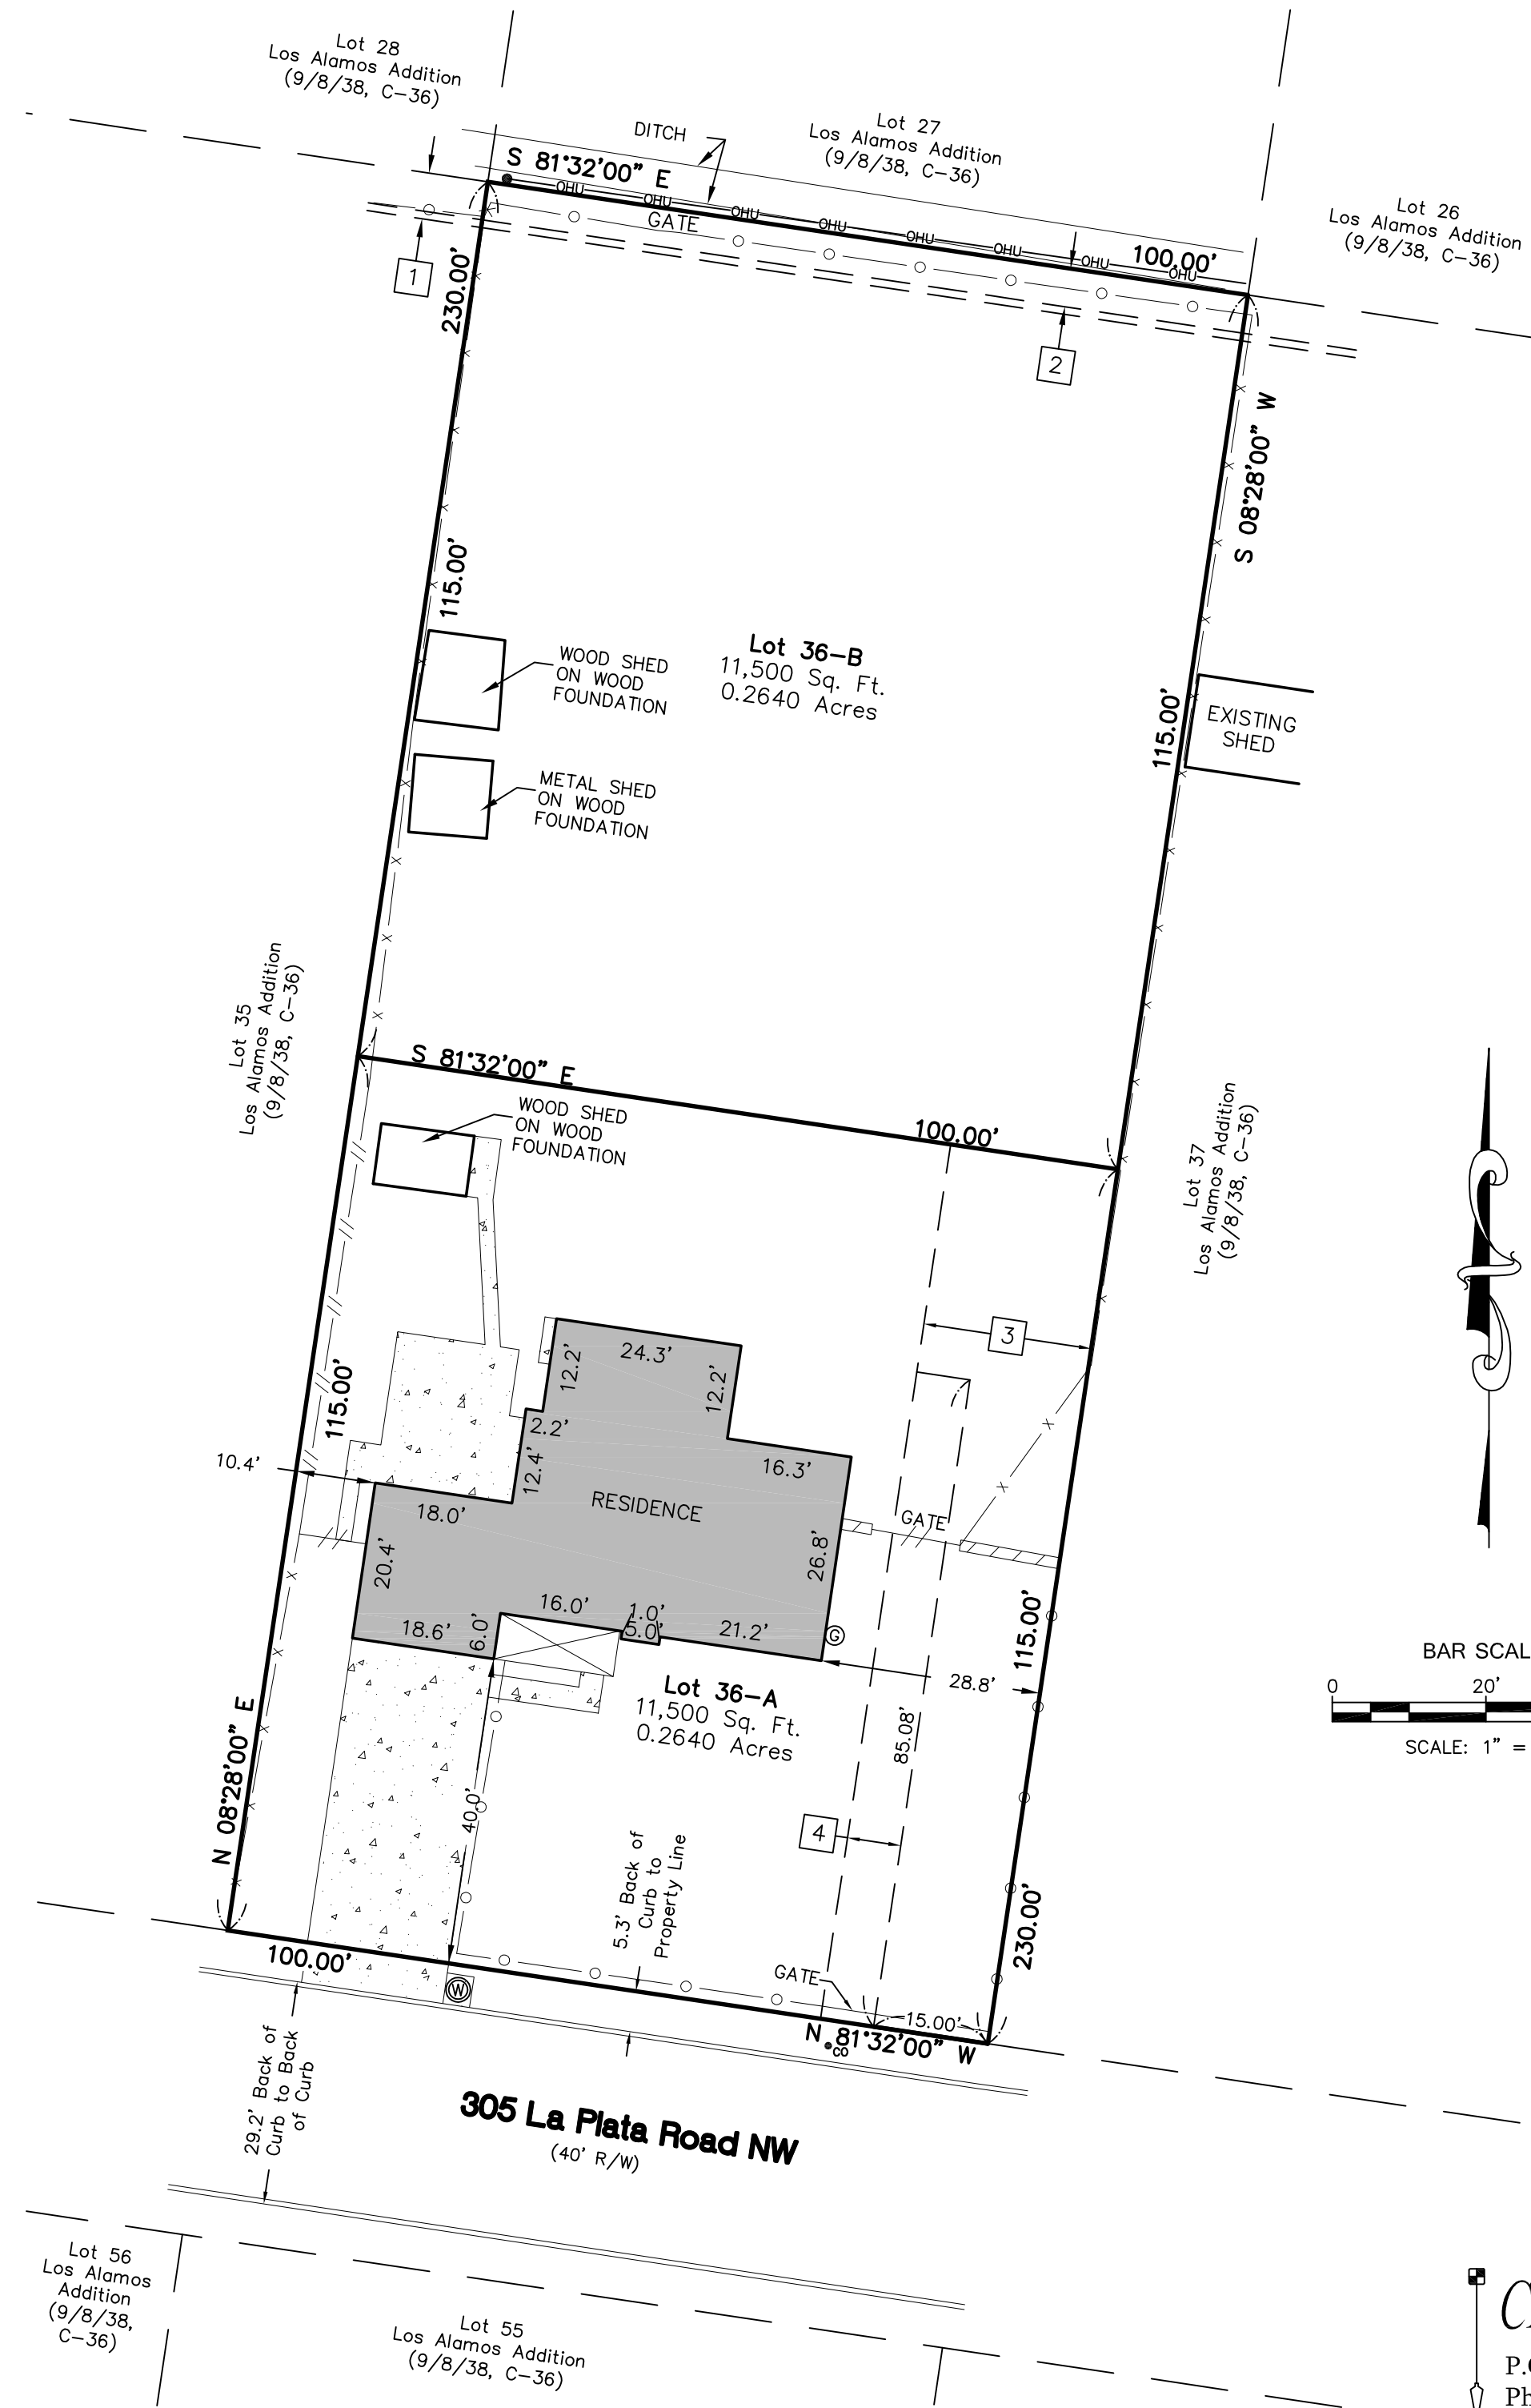 Lot 28
Los Alamos Addition
(9/8/38, C-36)
DITCH
Lot 27
Los Alamos Addition
(9/8/38, C-36)
S 81°32'00" E
OHU
OHU
OHU
OHU
OHU
OHU
OHU
OHU
100.00'
GATE
Lot 26
Los Alamos Addition
(9/8/38, C-36)
1
230.00'
2
S 08°28'00" W
115.00'
WOOD SHED
ON WOOD
FOUNDATION
Lot 36-B
11,500 Sq. Ft.
0.2640 Acres
115.00'
EXISTING
SHED
METAL SHED
ON WOOD
FOUNDATION
Lot 35
Los Alamos Addition
(9/8/38, C-36)
S 81°32'00" E
100.00'
WOOD SHED
ON WOOD
FOUNDATION
Lot 37
Los Alamos Addition
(9/8/38, C-36)
3
24.3'
12.2'
12.2'
115.00'
2.2'
12.4'
16.3'
10.4'
18.0'
RESIDENCE
GATE
20.4'
26.8'
16.0'
1.0'
5.0'
21.2'
18.6'
6.0'
G
115.00'
28.8'
Lot 36-A
11,500 Sq. Ft.
0.2640 Acres
85.08'
BAR SCAL
0
20'
SCALE: 1" =
N 08°28'00" E
40.0'
4
5.3' Back of
Curb to
Property Line
230.00'
100.00'
W
GATE
15.00'
N 81°32'00" W
CO
29.2' Back of
Curb to Back
of Curb
305 La Plata Road NW
(40' R/W)
Lot 56
Los Alamos
Addition
(9/8/38,
C-36)
Lot 55
Los Alamos Addition
(9/8/38, C-36)